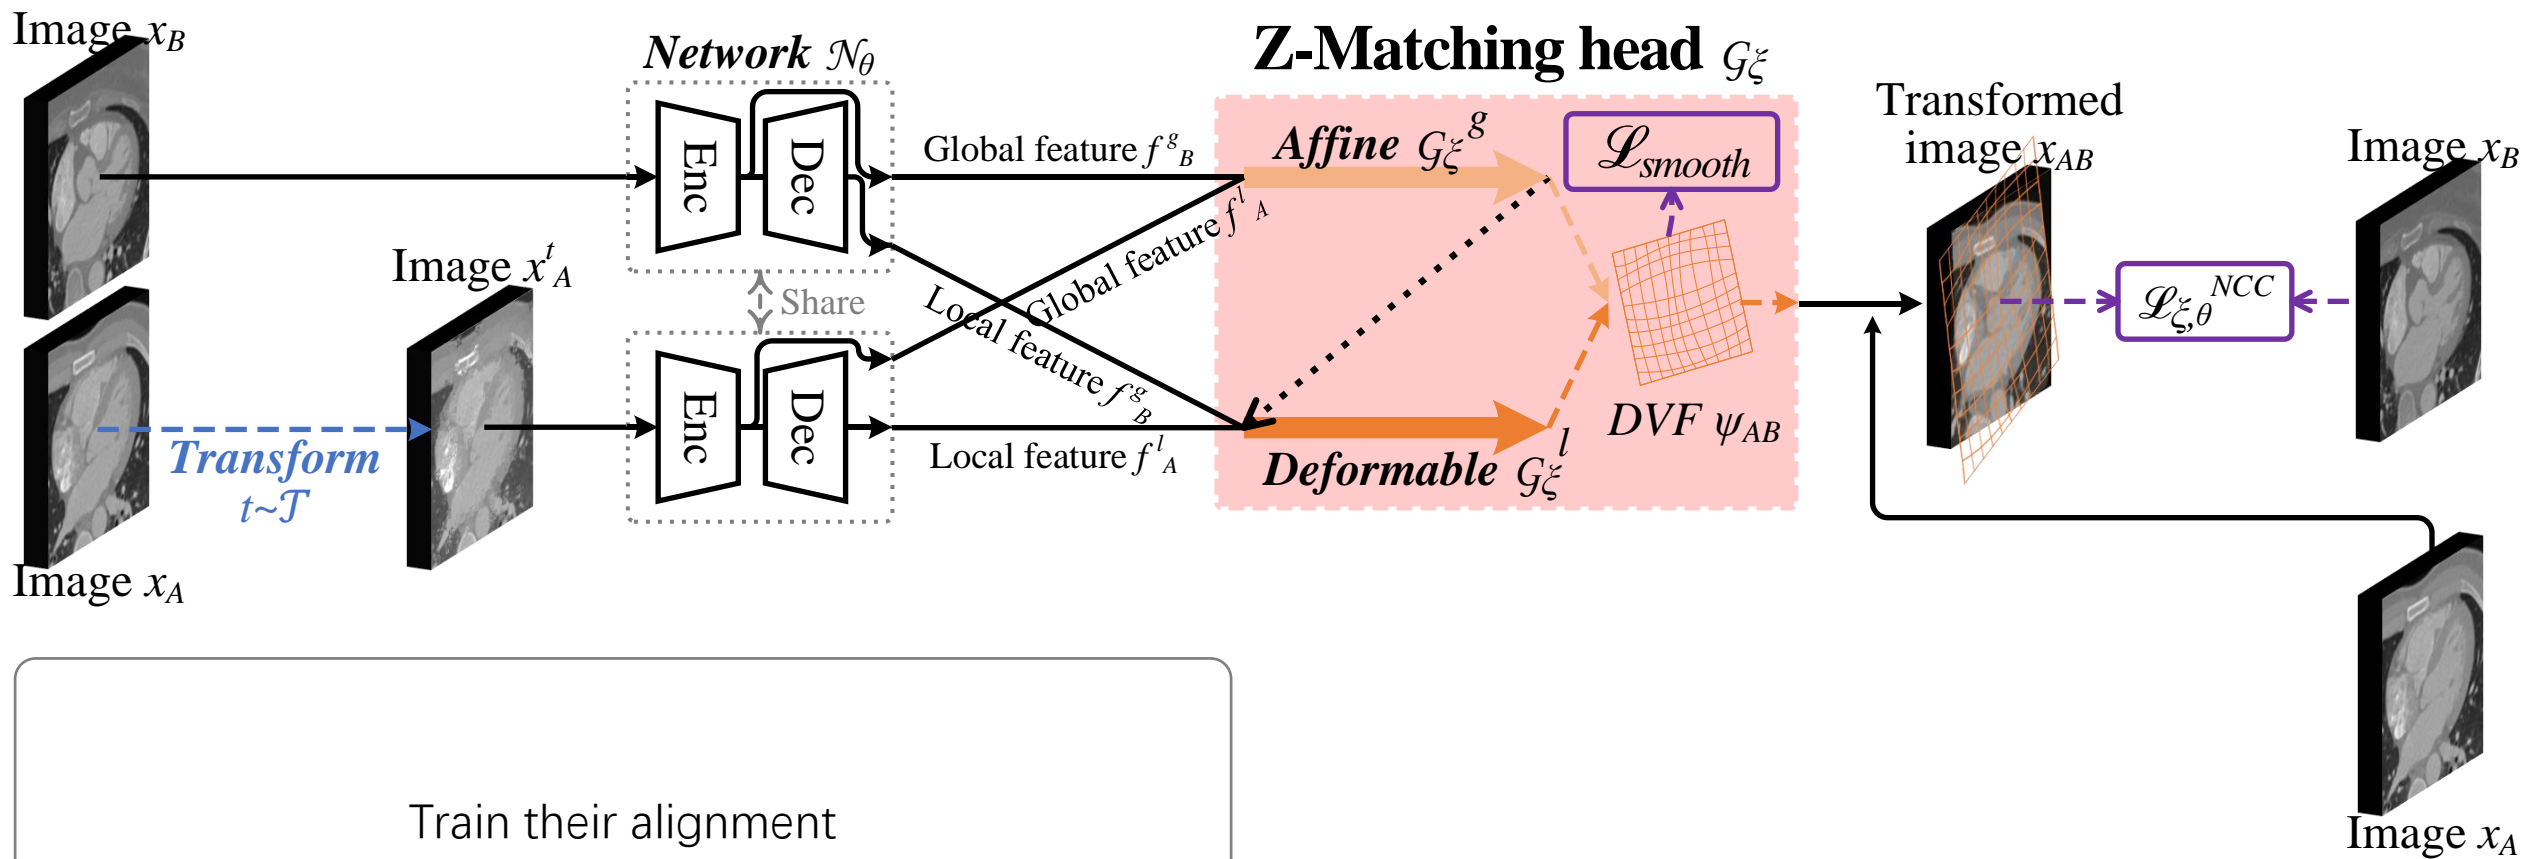 Image x_B
Network 𝒩_θ
Z-Matching head 𝒢_ξ
Transformed
image x_AB
Image x_B
Enc
Dec
Global feature f^g_B
Affine 𝒢_ξ^g
ℒ_smooth
Global feature f^l_A
Image x^t_A
Share
Local feature f^g_B
ℒ_ξ,θ^NCC
Enc
Dec
Local feature f^l_A
Deformable 𝒢_ξ^l
DVF ψ_AB
Transform
t~𝒯
Image x_A
Image x_A
Train their alignment